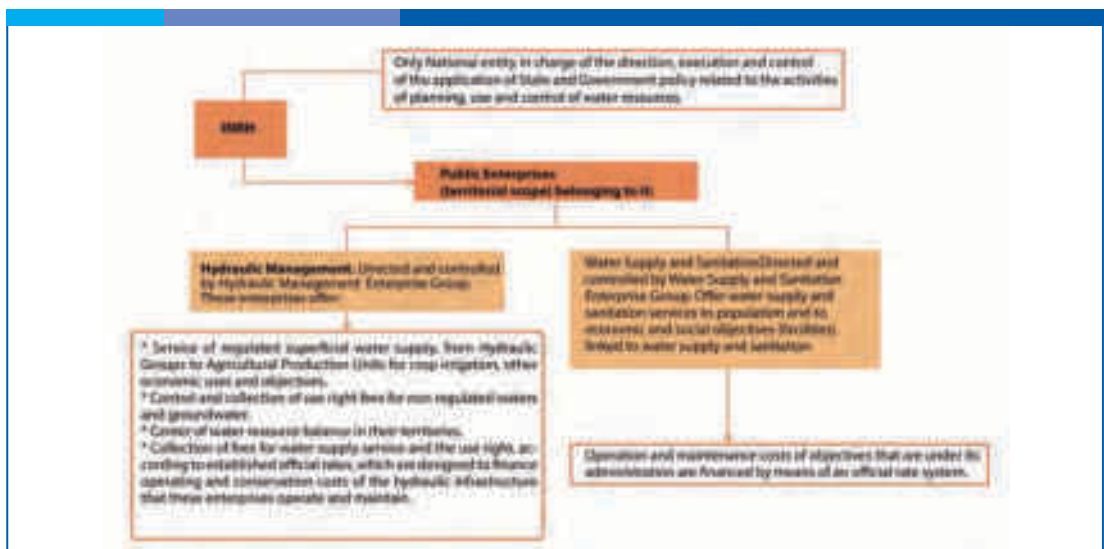 Only National entity in charge of the direction, execution and control
of the application of State and Government policy related to the activities
of planning, use and control of water resources.
INRH
Public Enterprises
(territorial scope) belonging to it:
Hydraulic Management. Directed and controlled
by Hydraulic Management Enterprise Group.
These enterprises offer:
Water Supply and Sanitation Directed and
controlled by Water Supply and Sanitation
Enterprise Group. Offer water supply and
sanitation services to population and to
economic and social objectives (facilities)
linked to water supply and sanitation
* Service of regulated superficial water supply, from Hydraulic
Groups to Agricultural Production Units for crop irrigation, other
economic uses and objectives.
* Control and collection of use right fees for non regulated waters
and groundwater.
* Center of water resource balance in their territories.
* Collection of fees for water supply service and the use right, ac-
cording to established official rates, which are designed to finance
operating and conservation costs of the hydraulic infrastructure
that these enterprises operate and maintain.
Operation and maintenance costs of objectives that are under its
administration are financed by means of an official rate system.